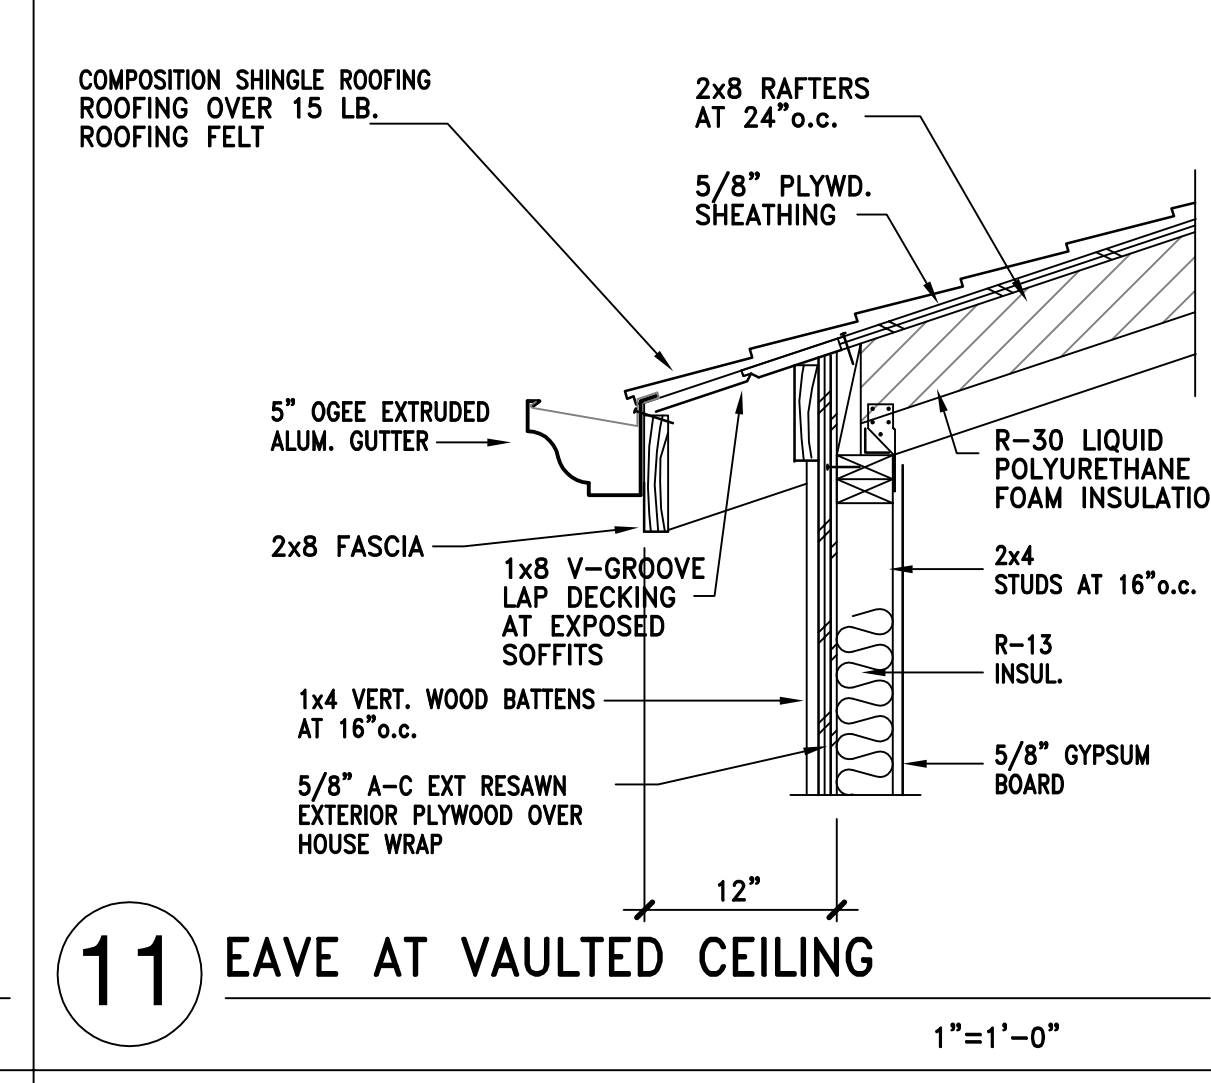 COMPOSITION SHINGLE ROOFING
ROOFING OVER 15 LB.
ROOFING FELT
2x8 RAFTERS
AT 24"o.c.
5/8" PLYWD.
SHEATHING
5" OGEE EXTRUDED
ALUM. GUTTER
R-30 LIQUID
POLYURETHANE
FOAM INSULATIO
2x8 FASCIA
1x8 V-GROOVE
LAP DECKING
AT EXPOSED
SOFFITS
2x4
STUDS AT 16"o.c.
R-13
INSUL.
1x4 VERT. WOOD BATTENS
AT 16"o.c.
5/8" GYPSUM
BOARD
5/8" A-C EXT RESAWN
EXTERIOR PLYWOOD OVER
HOUSE WRAP
12"
11 EAVE AT VAULTED CEILING
1"=1'-0"